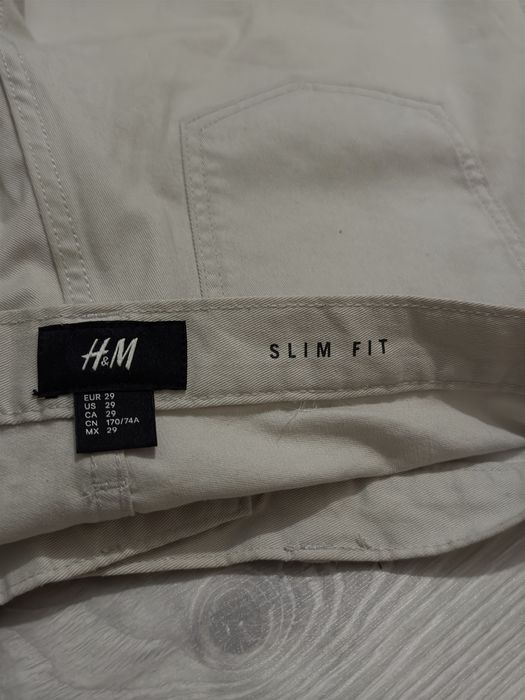 H&M
SLIM FIT
EUR 29
US 29
CA 29
CN 170/74A
MX 29